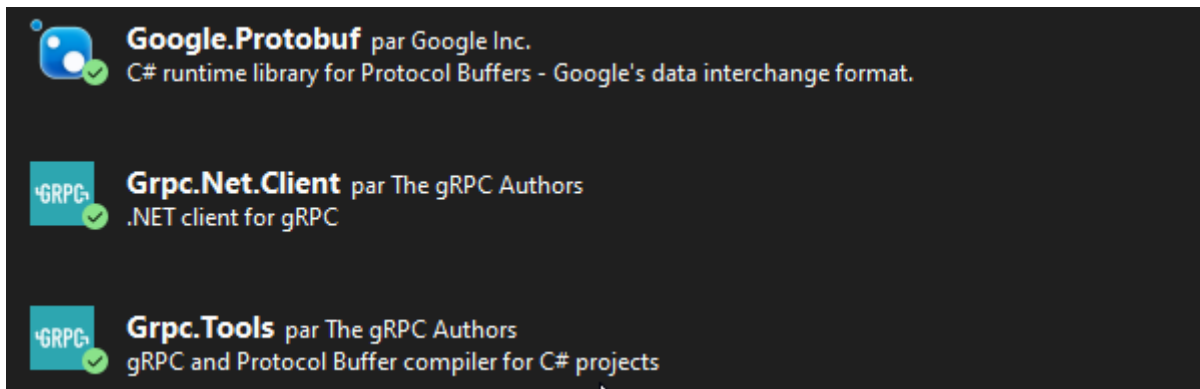 Google.Protobuf par Google Inc.
C# runtime library for Protocol Buffers - Google's data interchange format.
GRPC
Grpc.Net.Client par The gRPC Authors
.NET client for gRPC
GRPC
Grpc.Tools par The gRPC Authors
gRPC and Protocol Buffer compiler for C# projects